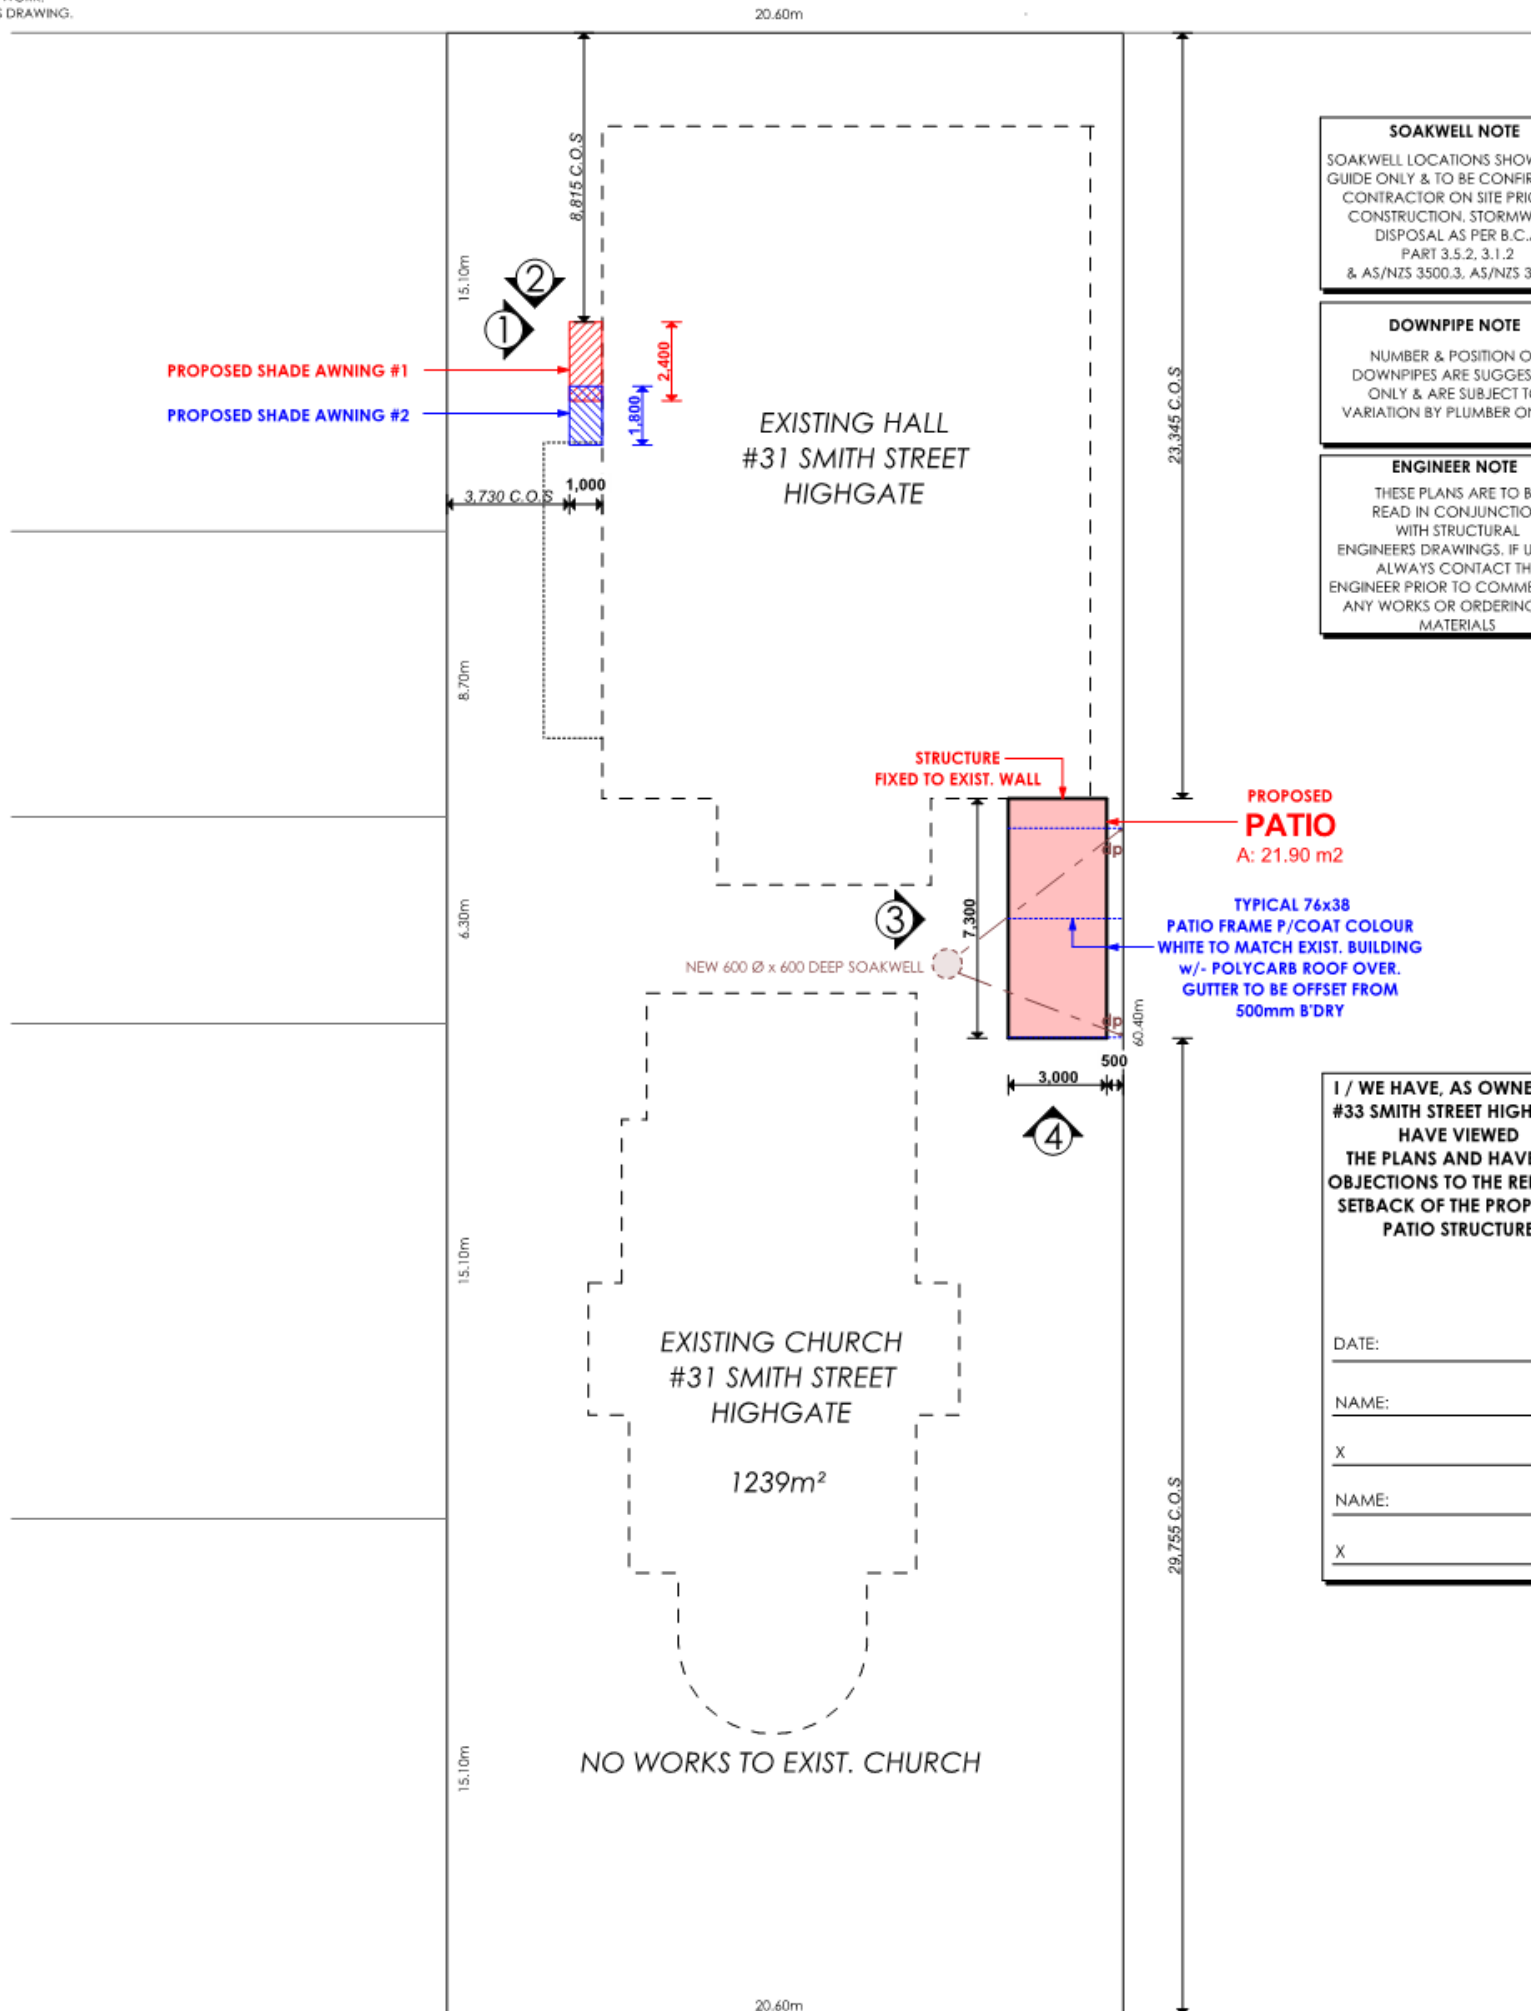 S DRAWING.
20.60m
8,815 C.O.S
15.10m
2
1
PROPOSED SHADE AWNING #1
PROPOSED SHADE AWNING #2
2,400
1,800
3,730 C.O.S
1,000
EXISTING HALL
#31 SMITH STREET
HIGHGATE
23,345 C.O.S
SOAKWELL NOTE
SOAKWELL LOCATIONS SHOW
GUIDE ONLY & TO BE CONFIR
CONTRACTOR ON SITE PRI
CONSTRUCTION. STORMW
DISPOSAL AS PER B.C.
PART 3.5.2, 3.1.2
& AS/NZS 3500.3, AS/NZS 3
DOWNPIPE NOTE
NUMBER & POSITION O
DOWNPIPES ARE SUGGES
ONLY & ARE SUBJECT TO
VARIATION BY PLUMBER ON
ENGINEER NOTE
THESE PLANS ARE TO B
READ IN CONJUNCTIO
WITH STRUCTURAL
ENGINEERS DRAWINGS. IF U
ALWAYS CONTACT TH
ENGINEER PRIOR TO COMME
ANY WORKS OR ORDERING
MATERIALS
8.70m
STRUCTURE
FIXED TO EXIST. WALL
PROPOSED
PATIO
A: 21.90 m2
dp
6.30m
3
7,300
NEW 600 Ø x 600 DEEP SOAKWELL
TYPICAL 76x38
PATIO FRAME P/COAT COLOUR
WHITE TO MATCH EXIST. BUILDING
w/- POLYCARB ROOF OVER.
GUTTER TO BE OFFSET FROM
500mm B'DRY
dp
60.40m
500
3,000
4
I / WE HAVE, AS OWNE
#33 SMITH STREET HIGH
HAVE VIEWED
THE PLANS AND HAVE
OBJECTIONS TO THE RE
SETBACK OF THE PROP
PATIO STRUCTURE
15.10m
EXISTING CHURCH
#31 SMITH STREET
HIGHGATE
1239m²
DATE:
NAME:
X
NAME:
X
29,755 C.O.S
15.10m
NO WORKS TO EXIST. CHURCH
20.60m